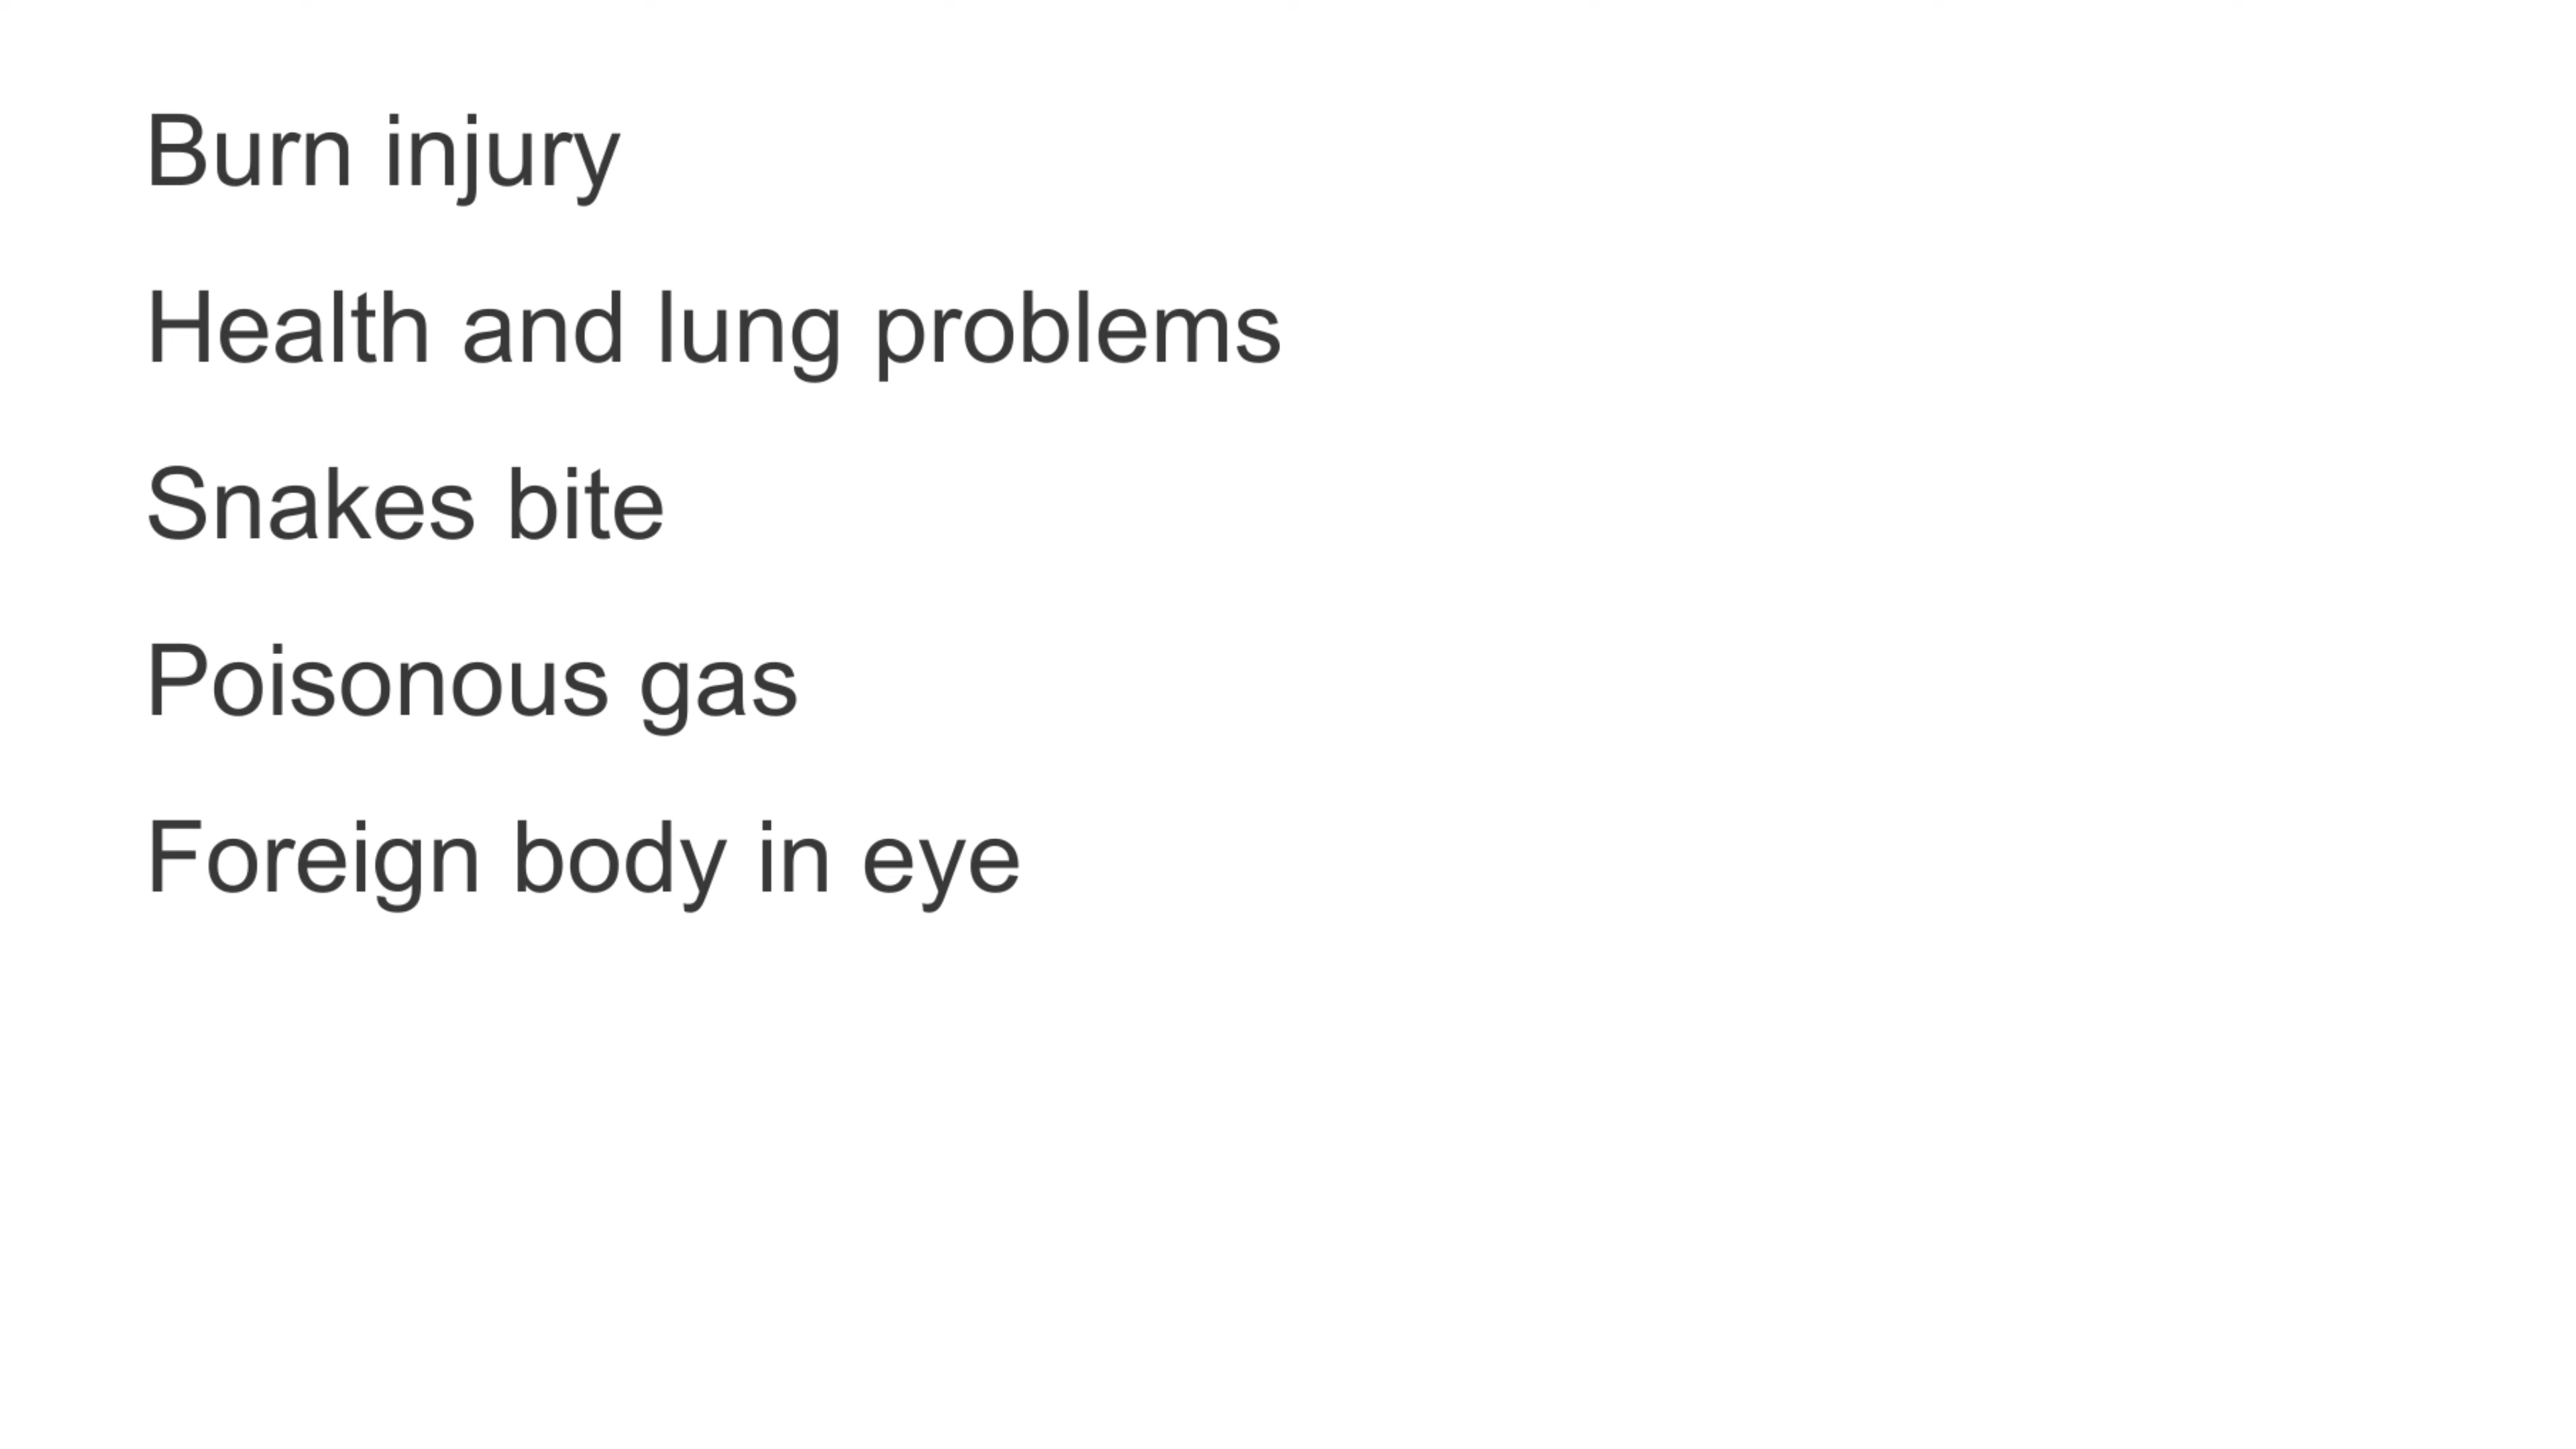 Burn injury
Health and lung problems
Snakes bite
Poisonous gas
Foreign body in eye